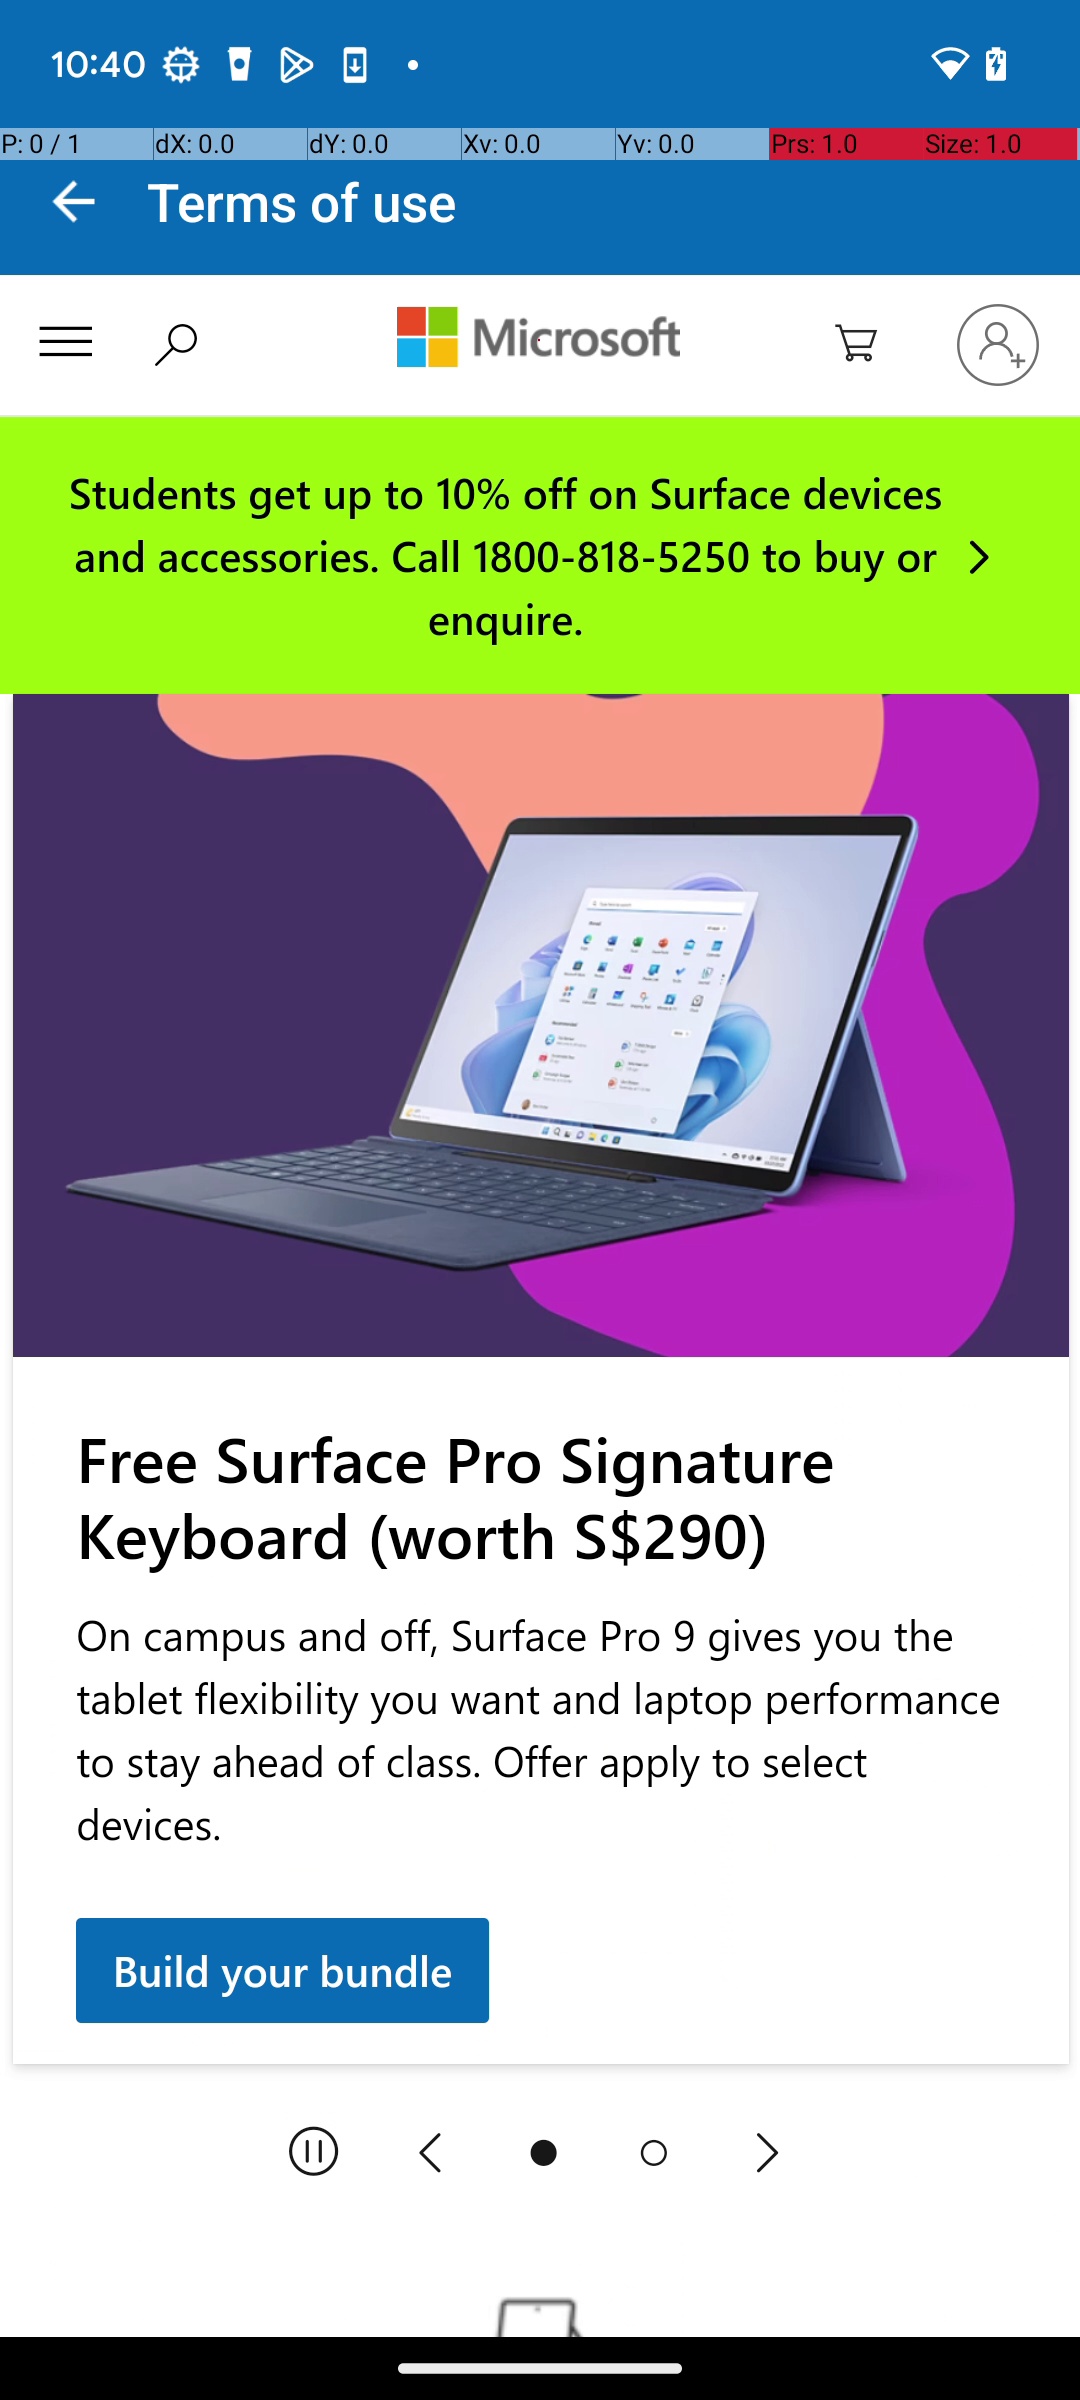 10:40
P: 0 / 1
dX: 0.0
dY: 0.0
Xv: 0.0
Yv: 0.0
Prs: 1.0
Size: 1.0
Terms of use
Microsoft
Students get up to 10% off on Surface devices
and accessories. Call 1800-818-5250 to buy or
enquire.
Free Surface Pro Signature
Keyboard (worth S$290)
On campus and off, Surface Pro 9 gives you the
tablet flexibility you want and laptop performance
to stay ahead of class. Offer apply to select
devices.
Build your bundle